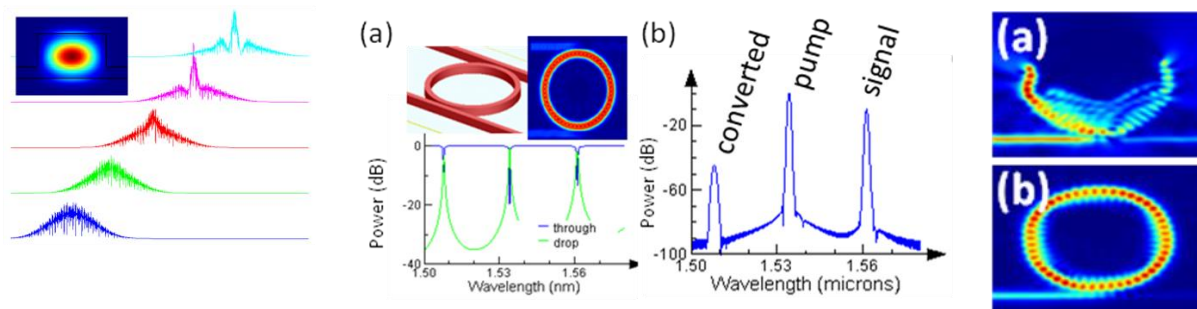 (a)
0
-20
-40
Power (dB)
through
drop
1.50
1.53
1.56
Wavelength (nm)
(b)
converted
pump
signal
-20
-60
-100
Power (dB)
1.50
1.53
1.56
Wavelength (microns)
(a)
(b)